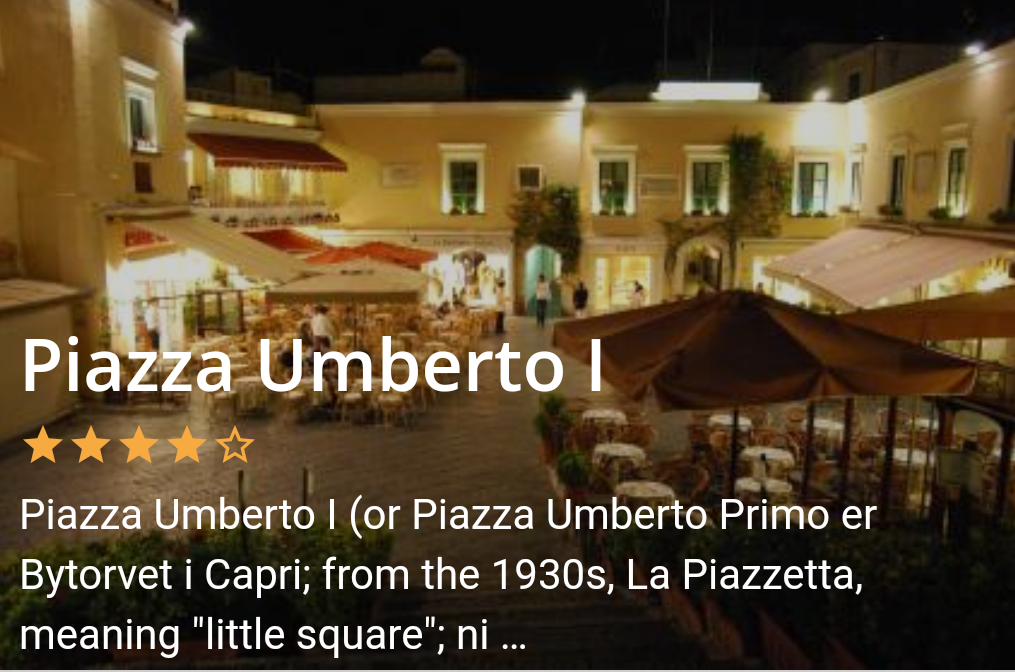 Piazza Umberto I
Piazza Umberto I (or Piazza Umberto Primo er
Bytorvet i Capri; from the 1930s, La Piazzetta,
meaning "little square"; ni ...